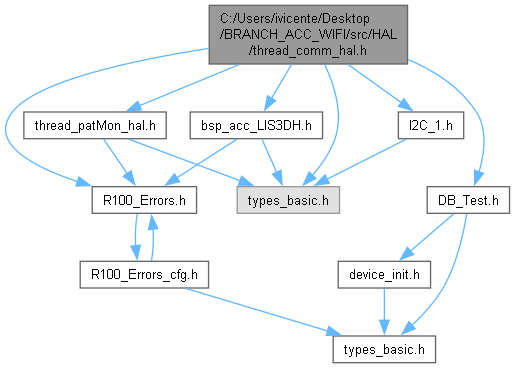 C:/Users/ivicente/Desktop
/BRANCH_ACC_WIFI/src/HAL
/thread_comm_hal.h
thread_patMon_hal.h
bsp_acc_LIS3DH.h
I2C_1.h
R100_Errors.h
types_basic.h
DB_Test.h
R100_Errors_cfg.h
device_init.h
types_basic.h